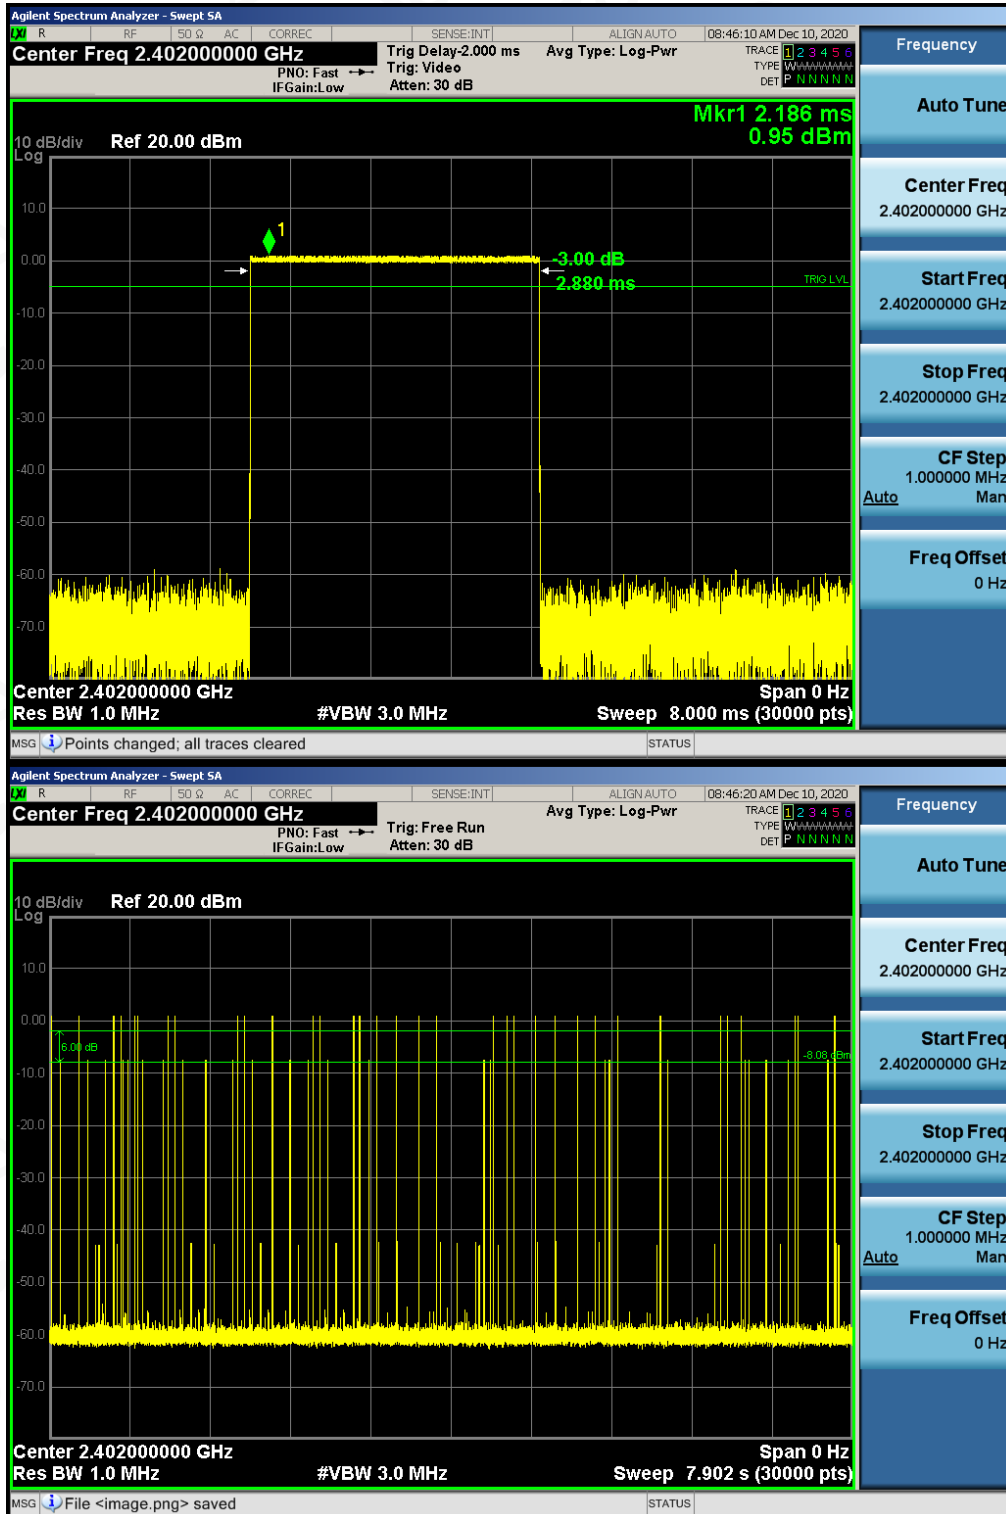 Agilent Spectrum Analyzer - Swept SA
LXI R RF 50 Ω AC CORREC SENSE:INT ALIGN AUTO 08:46:10 AM Dec 10, 2020
Center Freq 2.402000000 GHz
PNO: Fast
IFGain:Low
Trig Delay-2.000 ms
Trig: Video
Atten: 30 dB
Avg Type: Log-Pwr
TRACE 1 2 3 4 5 6
TYPE WWWWWWW
DET P N N N N N
Mkr1 2.186 ms
0.95 dBm
10 dB/div Ref 20.00 dBm
Log
10.0
1
0.00
-3.00 dB
2.880 ms
TRIG LVL
-10.0
-20.0
-30.0
-40.0
-50.0
-60.0
-70.0
Center 2.402000000 GHz Span 0 Hz
Res BW 1.0 MHz #VBW 3.0 MHz Sweep 8.000 ms (30000 pts)
MSG Points changed; all traces cleared STATUS
Frequency
Auto Tune
Center Freq
2.402000000 GHz
Start Freq
2.402000000 GHz
Stop Freq
2.402000000 GHz
CF Step
1.000000 MHz
Auto Man
Freq Offset
0 Hz
Agilent Spectrum Analyzer - Swept SA
LXI R RF 50 Ω AC CORREC SENSE:INT ALIGN AUTO 08:46:20 AM Dec 10, 2020
Center Freq 2.402000000 GHz
PNO: Fast
IFGain:Low
Trig: Free Run
Atten: 30 dB
Avg Type: Log-Pwr
TRACE 1 2 3 4 5 6
TYPE WWWWWWW
DET P N N N N N
10 dB/div Ref 20.00 dBm
Log
10.0
0.00
6.00 dB
-8.08 dBm
-10.0
-20.0
-30.0
-40.0
-50.0
-60.0
-70.0
Center 2.402000000 GHz Span 0 Hz
Res BW 1.0 MHz #VBW 3.0 MHz Sweep 7.902 s (30000 pts)
MSG File <image.png> saved STATUS
Frequency
Auto Tune
Center Freq
2.402000000 GHz
Start Freq
2.402000000 GHz
Stop Freq
2.402000000 GHz
CF Step
1.000000 MHz
Auto Man
Freq Offset
0 Hz